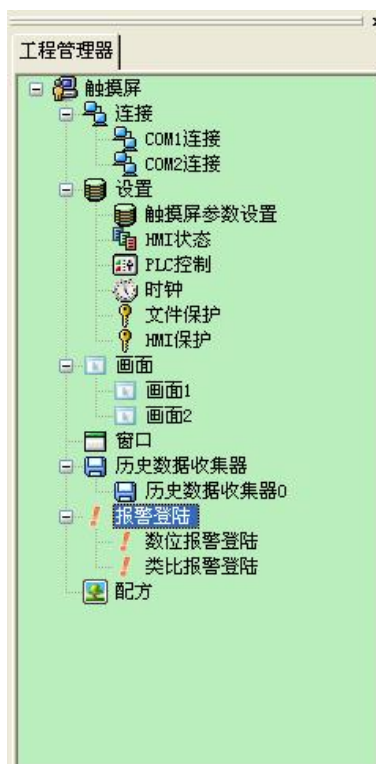 工程管理器
触摸屏
连接
COM1连接
COM2连接
设置
触摸屏参数设置
HMI状态
PLC控制
时钟
文件保护
HMI保护
画面
画面1
画面2
窗口
历史数据收集器
历史数据收集器0
报警登陆
数位报警登陆
类比报警登陆
配方